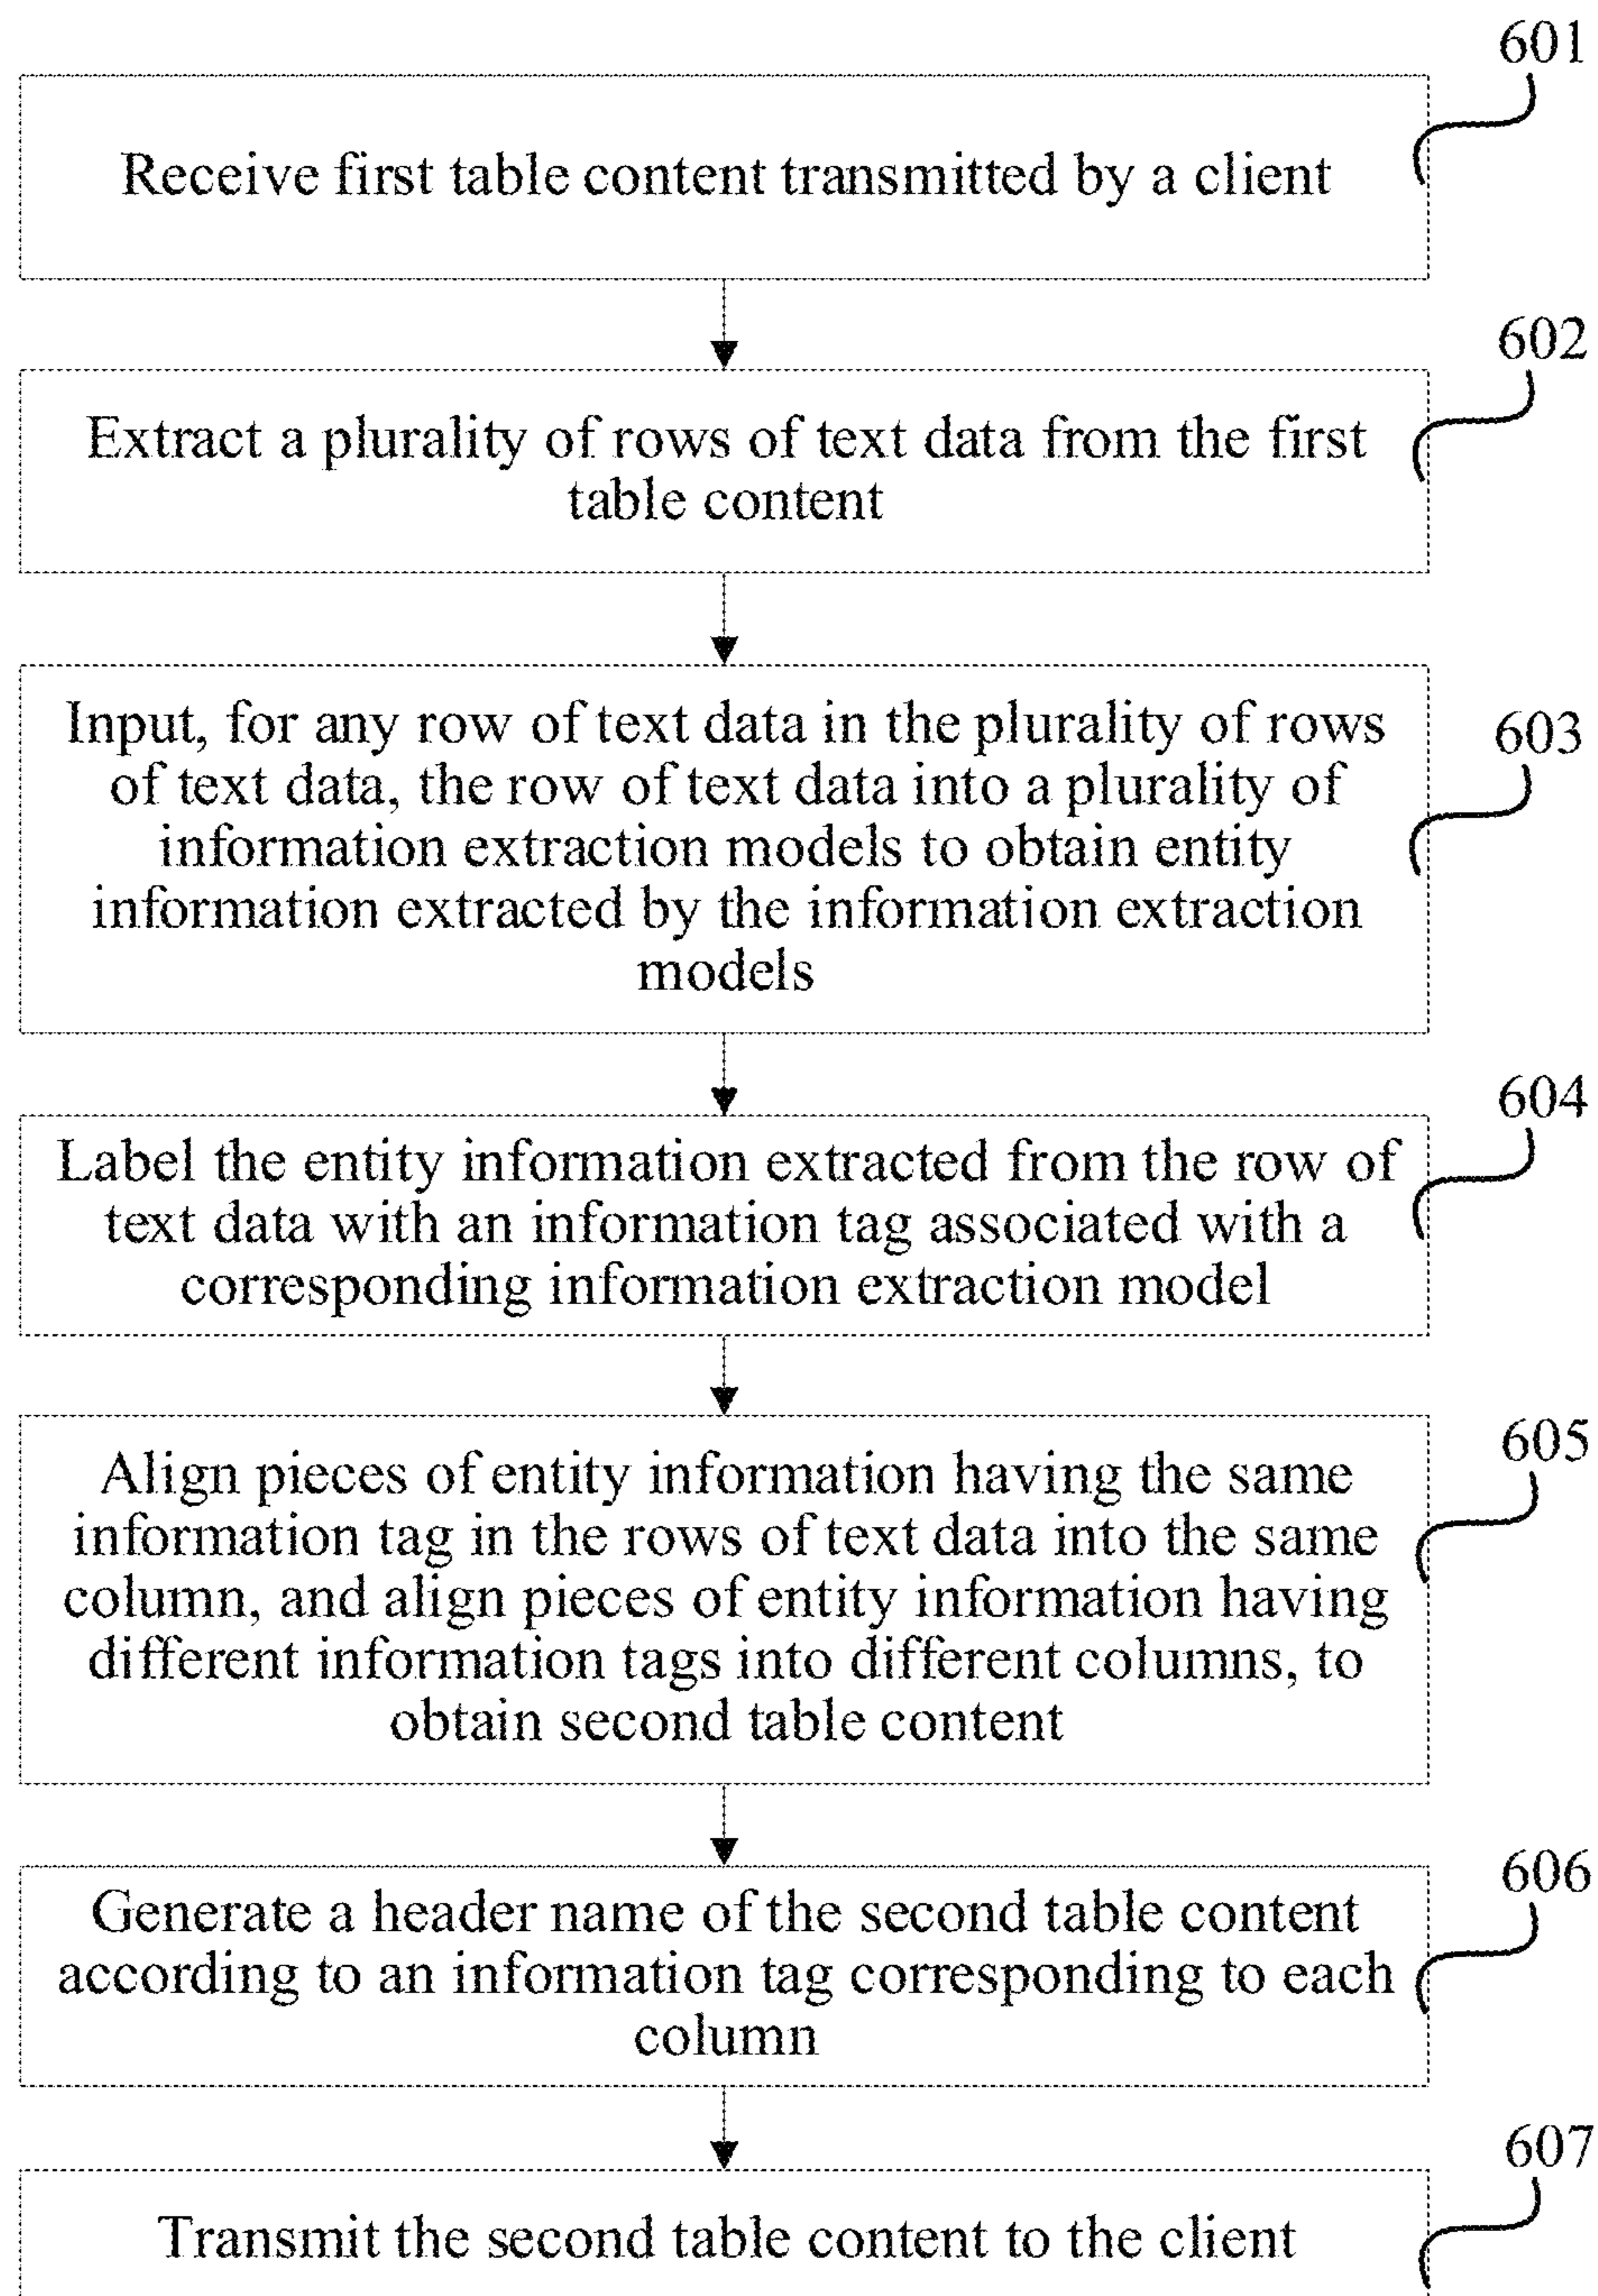 601
Receive first table content transmitted by a client
602
Extract a plurality of rows of text data from the first
table content
603
Input, for any row of text data in the plurality of rows
of text data, the row of text data into a plurality of
information extraction models to obtain entity
information extracted by the information extraction
models
604
Label the entity information extracted from the row of
text data with an information tag associated with a
corresponding information extraction model
605
Align pieces of entity information having the same
information tag in the rows of text data into the same
column, and align pieces of entity information having
different information tags into different columns, to
obtain second table content
606
Generate a header name of the second table content
according to an information tag corresponding to each
column
607
Transmit the second table content to the client